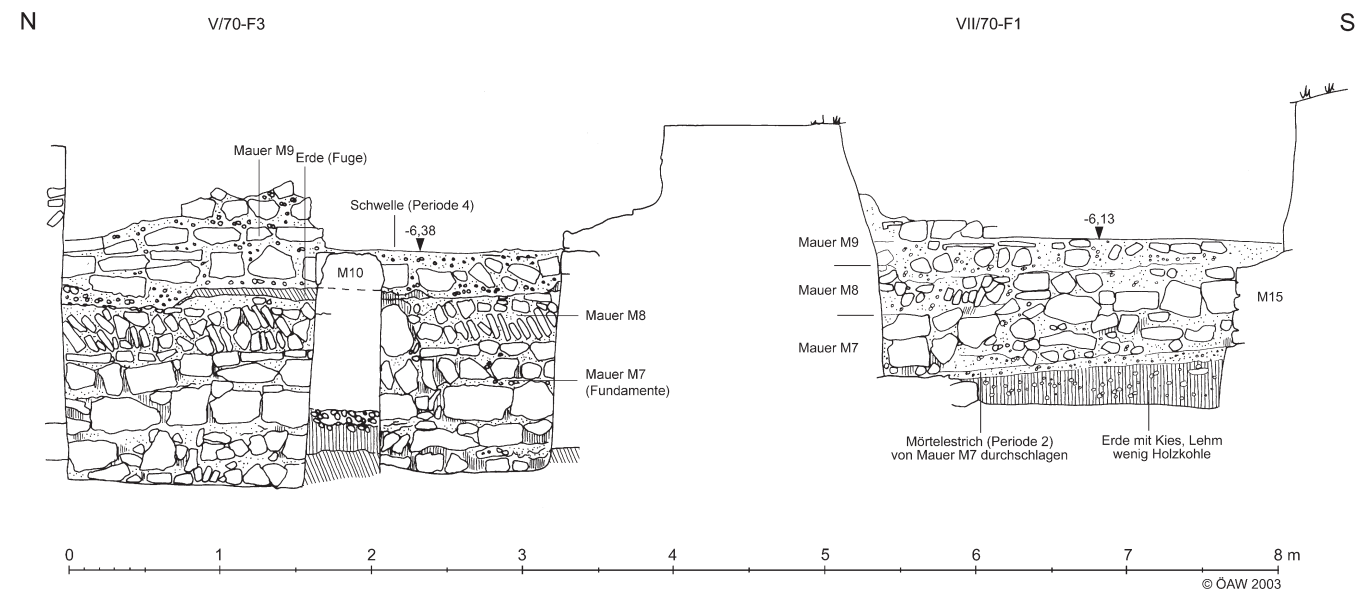 N
V/70-F3
VII/70-F1
S
Mauer M9
Erde (Fuge)
Schwelle (Periode 4)
-6,38
M10
Mauer M8
Mauer M7
(Fundamente)
-6,13
Mauer M9
Mauer M8
Mauer M7
M15
Mörtelestrich (Periode 2)
von Mauer M7 durchschlagen
Erde mit Kies, Lehm
wenig Holzkohle
0 1 2 3 4 5 6 7 8 m
© ÖAW 2003